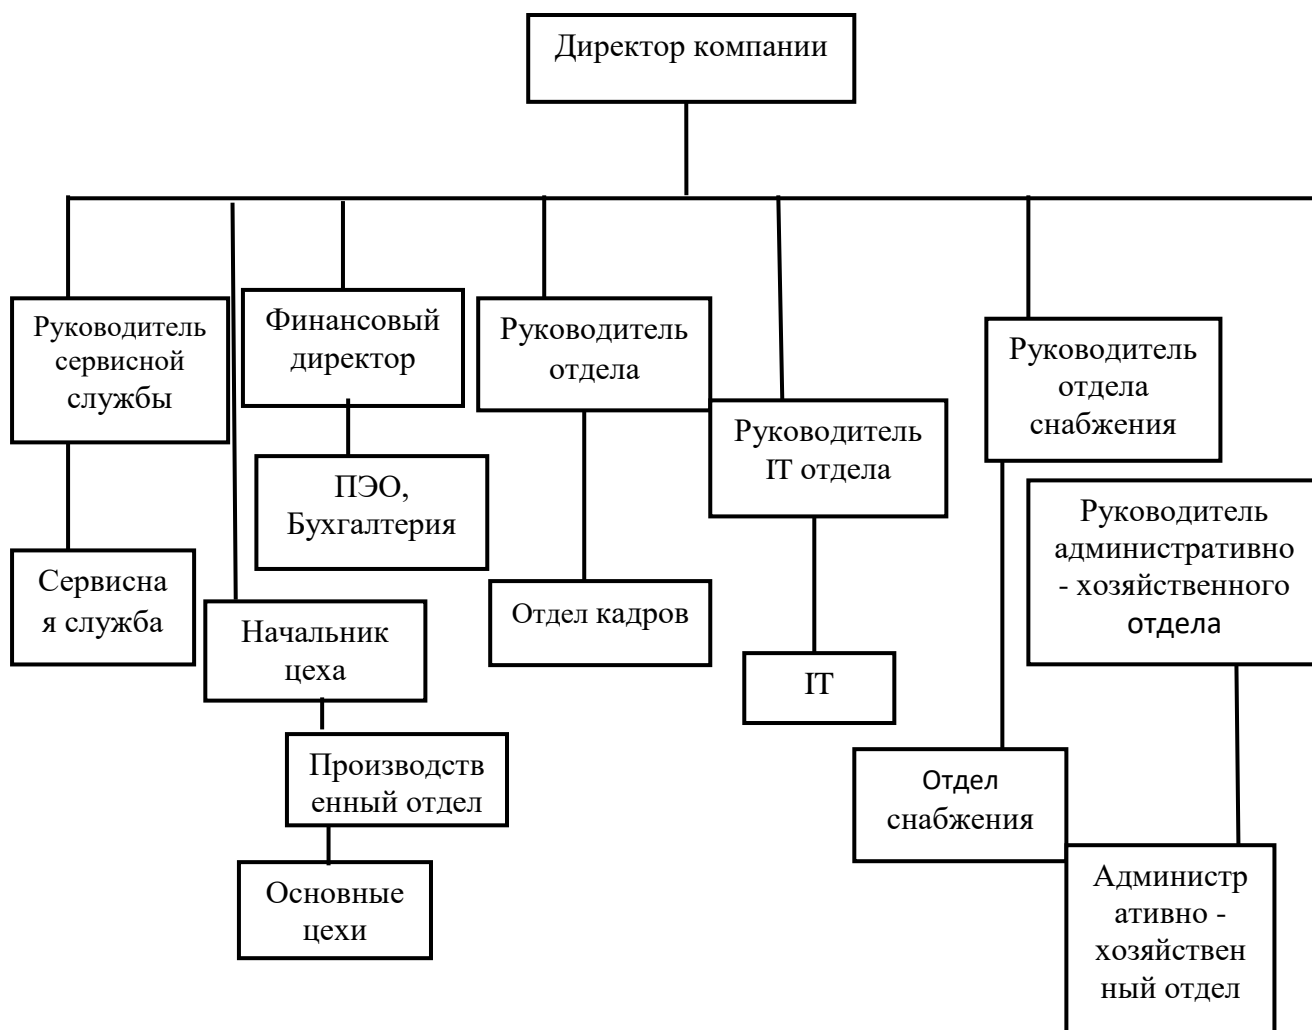 Директор компании
Руководитель
сервисной
службы
Финансовый
директор
Руководитель
отдела
Руководитель
IT отдела
Руководитель
отдела
снабжения
ПЭО,
Бухгалтерия
Руководитель
административно
- хозяйственного
отдела
Сервисна
я служба
Начальник
цеха
Отдел кадров
IT
Производств
енный отдел
Отдел
снабжения
Основные
цехи
Администр
ативно -
хозяйствен
ный отдел